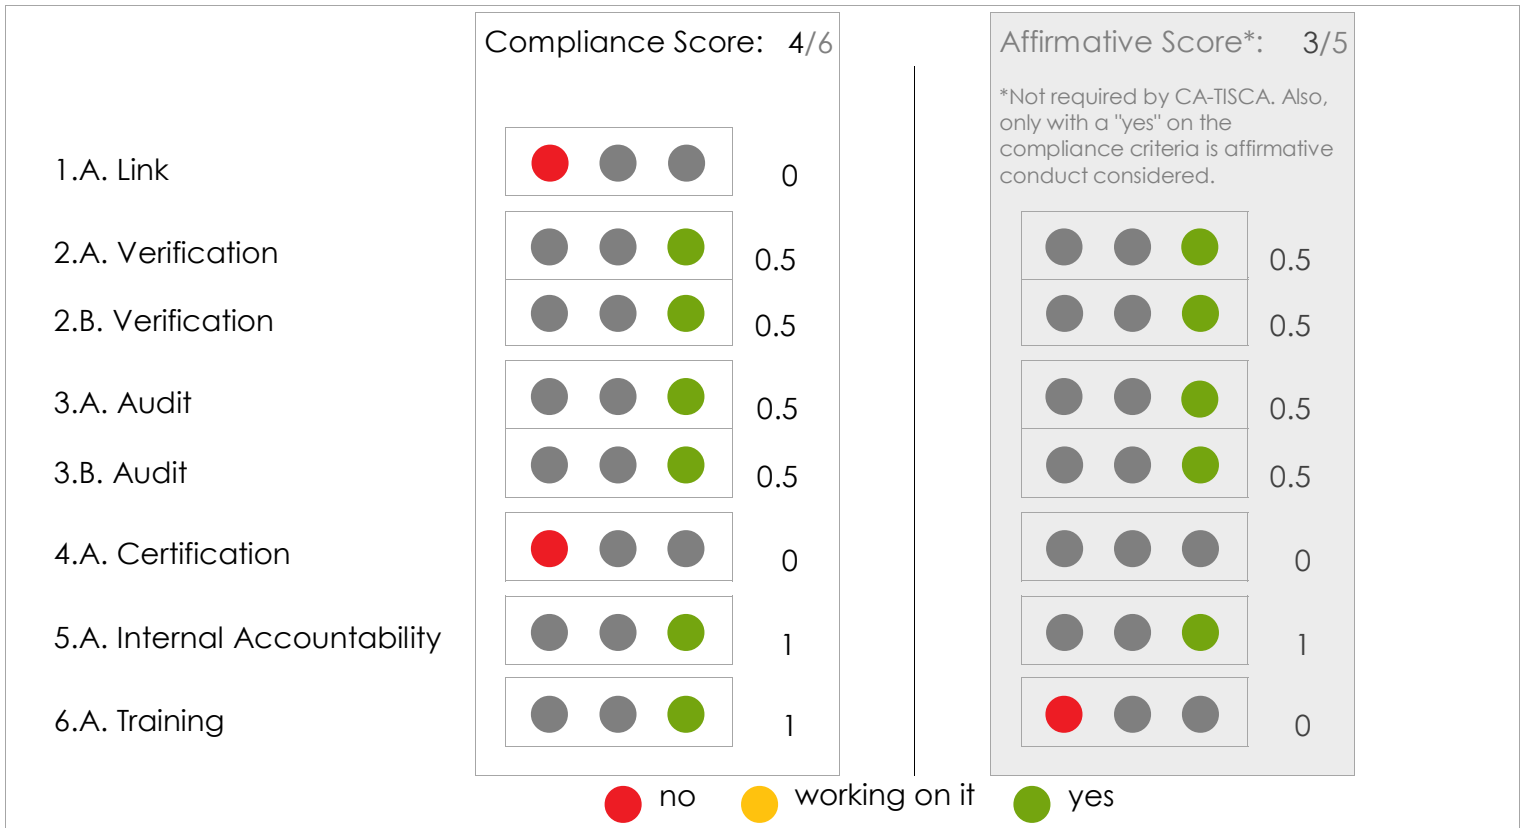 Compliance Score: 4/6
Affirmative Score*: 3/5
*Not required by CA-TISCA. Also,
only with a "yes" on the
compliance criteria is affirmative
conduct considered.
1.A. Link 0
2.A. Verification 0.5 0.5
2.B. Verification 0.5 0.5
3.A. Audit 0.5 0.5
3.B. Audit 0.5 0.5
4.A. Certification 0 0
5.A. Internal Accountability 1 1
6.A. Training 1 0
no working on it yes